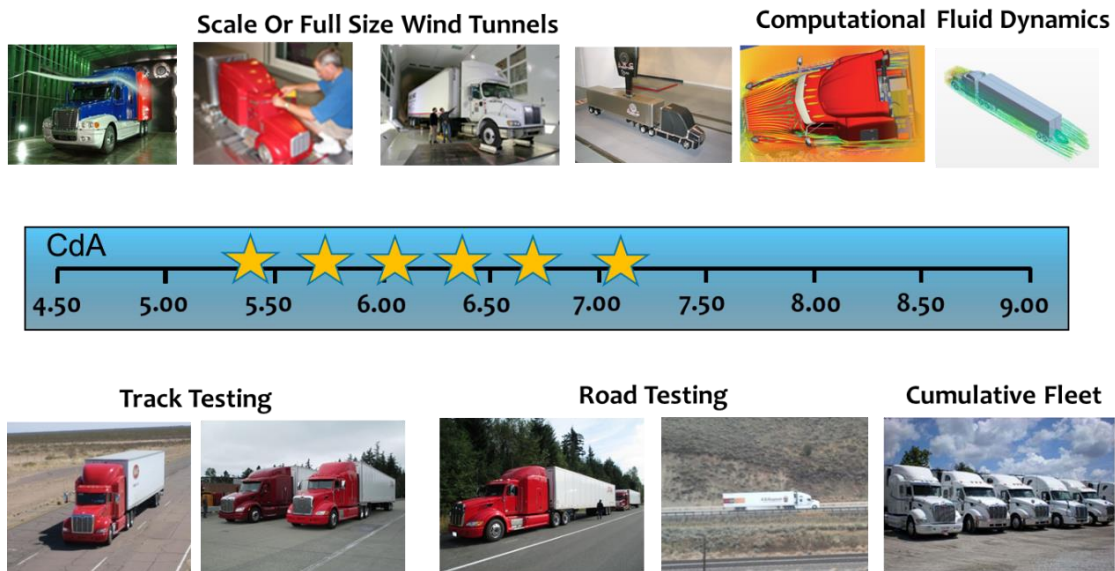 Scale Or Full Size Wind Tunnels
Computational Fluid Dynamics
CdA
4.50 5.00 5.50 6.00 6.50 7.00 7.50 8.00 8.50 9.00
Track Testing
Road Testing
Cumulative Fleet